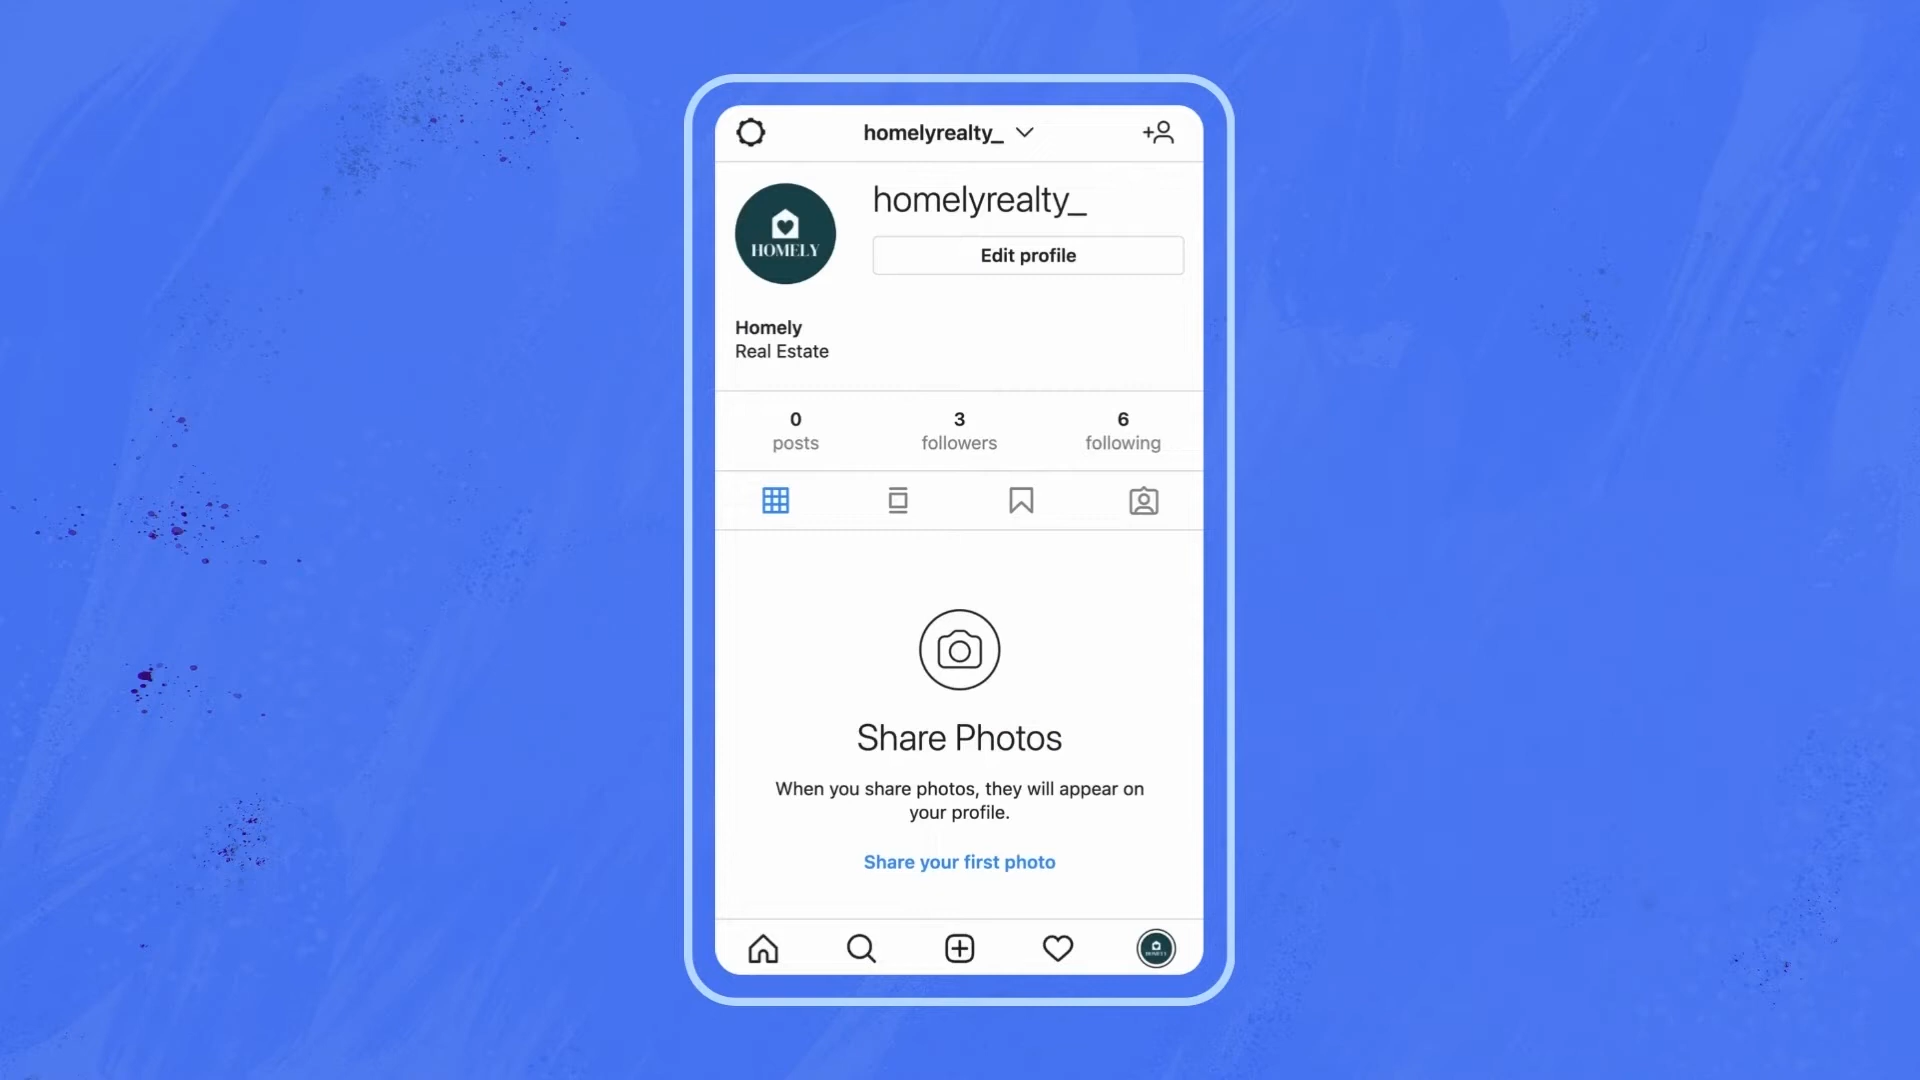 homelyrealty_
HOMELY
homelyrealty_
Edit profile
Homely
Real Estate
0
posts
3
followers
6
following
Share Photos
When you share photos, they will appear on
your profile.
Share your first photo
HOMELY